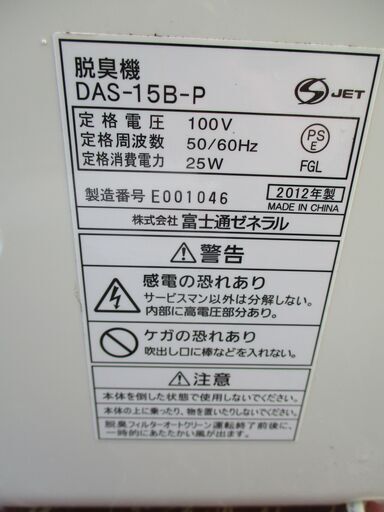 脱臭機
DAS-15B-P
S JET
定格電圧 100V
定格周波数 50/60Hz
定格消費電力 25W
PS
E
FGL
製造番号 E001046
2012年製
MADE IN CHINA
株式会社 富士通ゼネラル
警告
感電の恐れあり
サービスマン以外は分解しない。
内部に高電圧部分あり。
ケガの恐れあり
吹出し口に棒などを入れない。
注意
本体を倒した状態で使用しないでください。
本体の上に乗ったり、物を置いたりしないでください。
脱臭フィルターオートクリーン運転終了前後に、
一時的にあたたかい風が出ます。